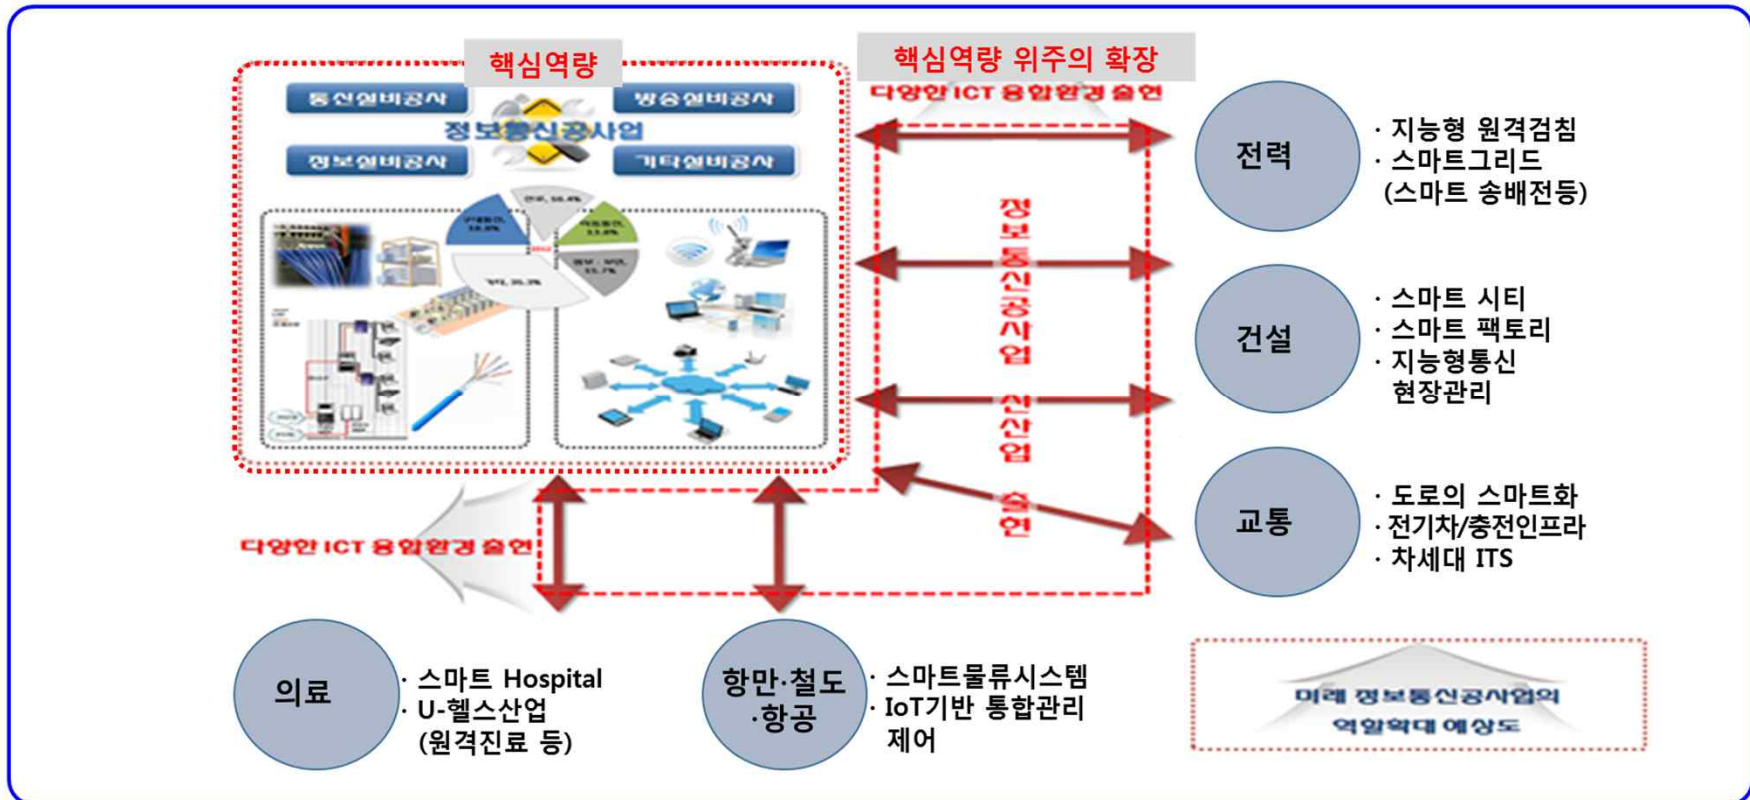 핵심역량
핵심역량 위주의 확장
통신설비공사
방송설비공사
정보통신공사업
정보설비공사
기타설비공사
다양한 ICT 융합환경 출현
정보통신공사업 신산업 출현
전력
· 지능형 원격검침
· 스마트그리드
(스마트 송배전등)
건설
· 스마트 시티
· 스마트 팩토리
· 지능형통신
현장관리
교통
· 도로의 스마트화
· 전기차/충전인프라
· 차세대 ITS
다양한 ICT 융합환경 출현
의료
· 스마트 Hospital
· U-헬스산업
(원격진료 등)
항만·철도
·항공
· 스마트물류시스템
· IoT기반 통합관리
제어
미래 정보통신공사업의
역할확대 예상도